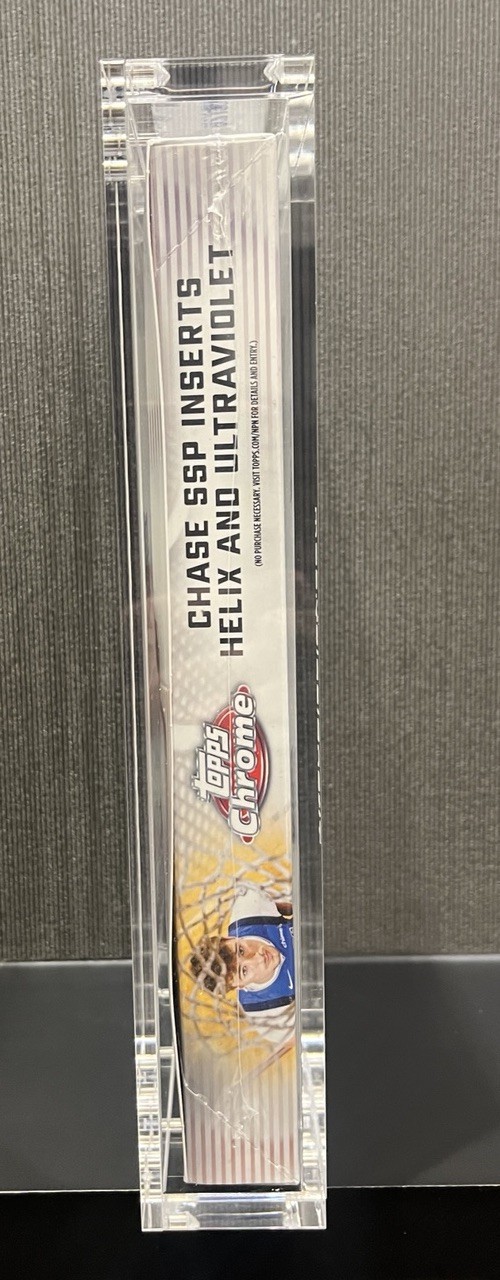 CHASE SSP INSERTS
HELIX AND ULTRAVIOLET
(NO PURCHASE NECESSARY. VISIT TOPPS.COM/NPN FOR DETAILS AND ENTRY.)
Topps
Chrome